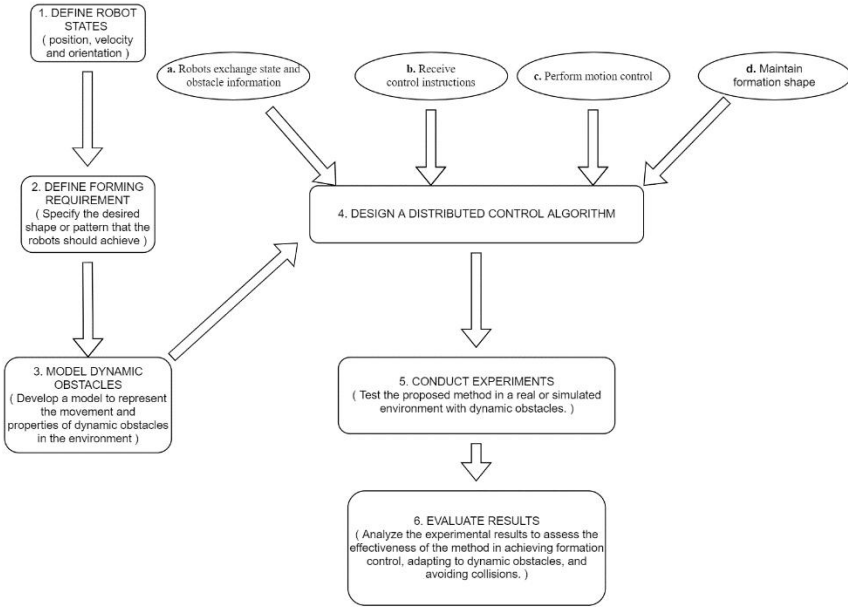 1. DEFINE ROBOT
STATES
( position, velocity
and orientation )
a. Robots exchange state and
obstacle information
b. Receive
control instructions
c. Perform motion control
d. Maintain
formation shape
2. DEFINE FORMING
REQUIREMENT
( Specify the desired
shape or pattern that the
robots should achieve )
4. DESIGN A DISTRIBUTED CONTROL ALGORITHM
3. MODEL DYNAMIC
OBSTACLES
( Develop a model to represent
the movement and
properties of dynamic obstacles
in the environment )
5. CONDUCT EXPERIMENTS
( Test the proposed method in a real or simulated
environment with dynamic obstacles. )
6. EVALUATE RESULTS
( Analyze the experimental results to assess the
effectiveness of the method in achieving formation
control, adapting to dynamic obstacles, and
avoiding collisions. )